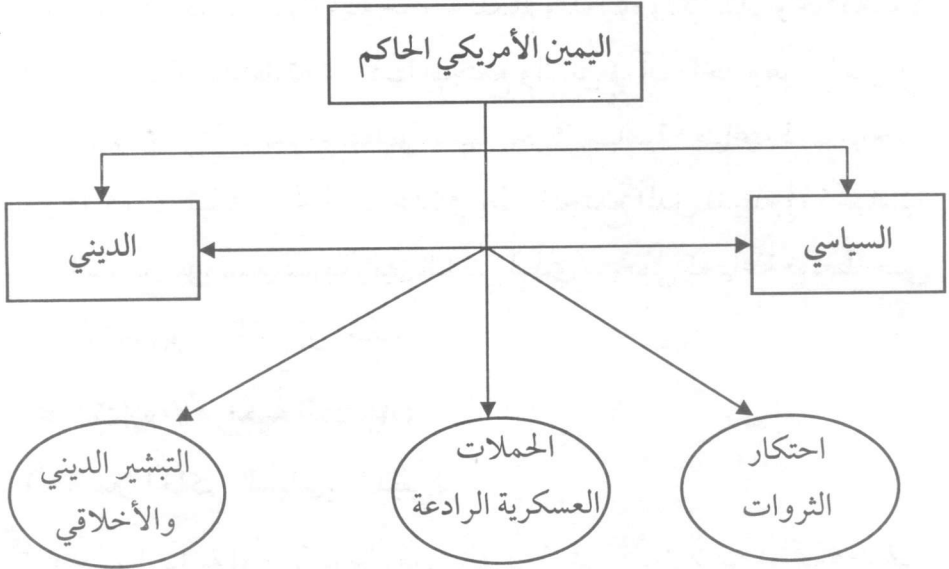 اليمين الأمريكي الحاكم
السياسي
الديني
احتكار
الثروات
الحملات
العسكرية الرادعة
التبشير الديني
والأخلاقي